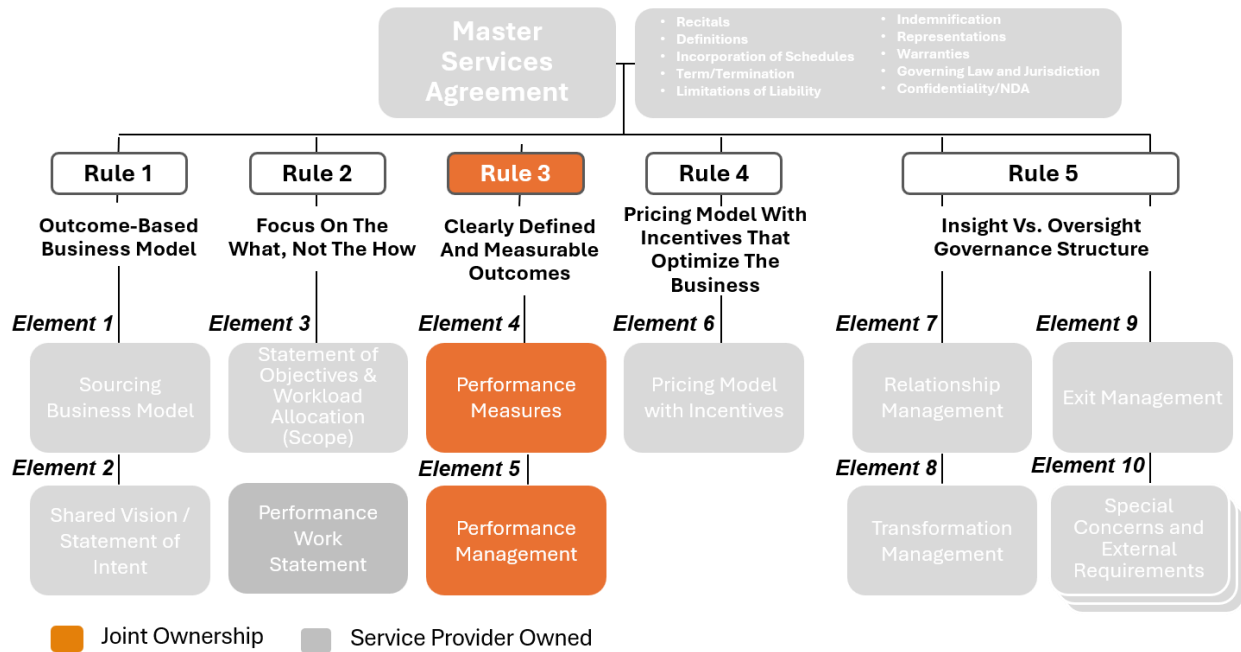 Master
Services
Agreement
• Recitals
• Definitions
• Incorporation of Schedules
• Term/Termination
• Limitations of Liability
• Indemnification
• Representations
• Warranties
• Governing Law and Jurisdiction
• Confidentiality/NDA
Rule 1
Rule 2
Rule 3
Rule 4
Rule 5
Outcome-Based
Business Model
Focus On The
What, Not The How
Clearly Defined
And Measurable
Outcomes
Pricing Model With
Incentives That
Optimize The
Business
Insight Vs. Oversight
Governance Structure
Element 1
Element 3
Element 4
Element 6
Element 7
Element 9
Sourcing
Business Model
Statement of
Objectives &
Workload
Allocation
(Scope)
Performance
Measures
Pricing Model
with Incentives
Relationship
Management
Exit Management
Element 2
Element 5
Element 8
Element 10
Shared Vision /
Statement of
Intent
Performance
Work
Statement
Performance
Management
Transformation
Management
Special
Concerns and
External
Requirements
Joint Ownership
Service Provider Owned